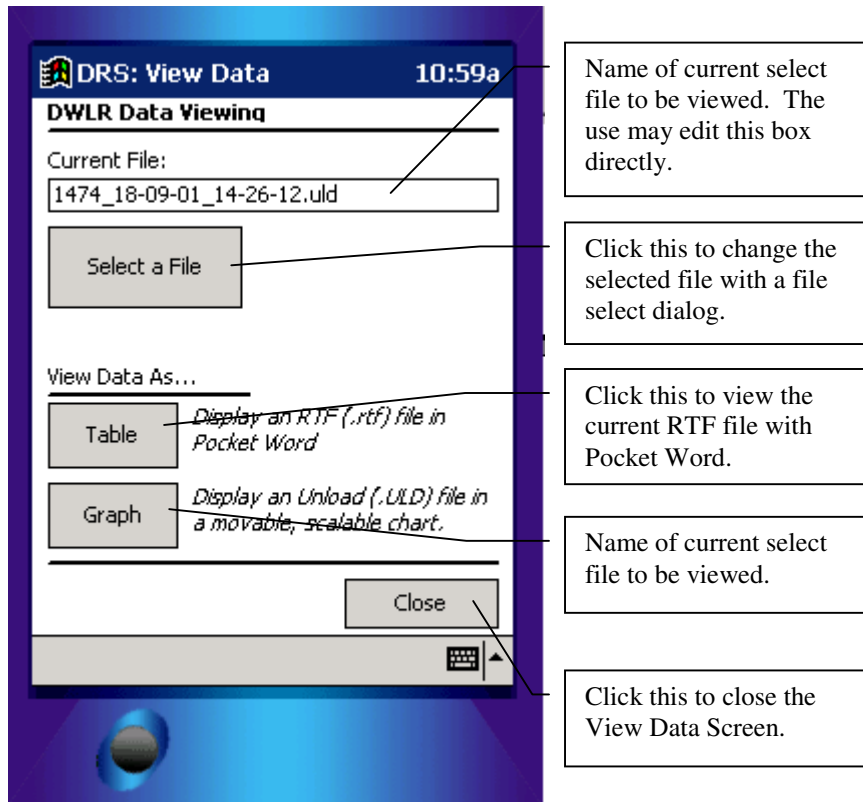 DRS: View Data 10:59a
DWLR Data Viewing
Current File:
1474_18-09-01_14-26-12.uld
Select a File
View Data As...
Table
Display an RTF (.rtf) file in
Pocket Word
Graph
Display an Unload (.ULD) file in
a movable, scalable chart.
Close
Name of current select
file to be viewed. The
use may edit this box
directly.
Click this to change the
selected file with a file
select dialog.
Click this to view the
current RTF file with
Pocket Word.
Name of current select
file to be viewed.
Click this to close the
View Data Screen.